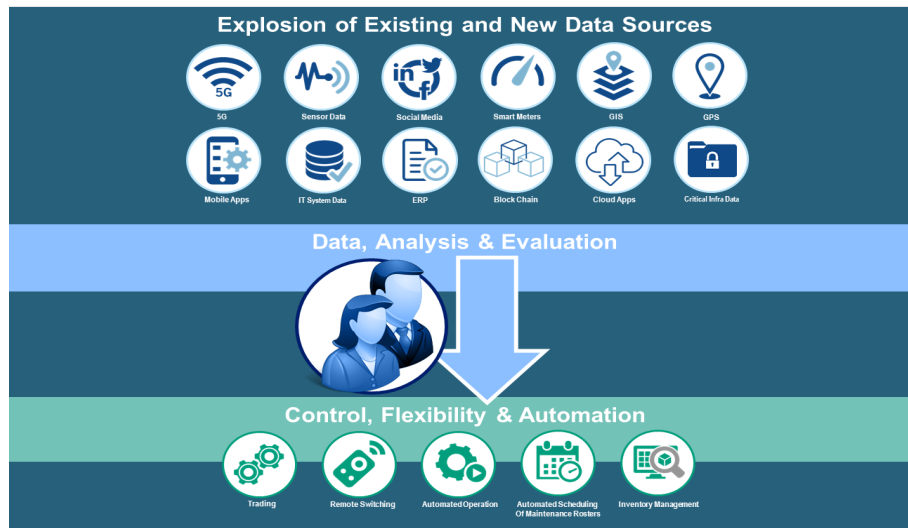 Explosion of Existing and New Data Sources
5G
5G
Sensor Data
in f
Social Media
Smart Meters
GIS
GPS
Mobile Apps
IT System Data
ERP
Block Chain
Cloud Apps
Critical Infra Data
Data, Analysis & Evaluation
Control, Flexibility & Automation
Trading
Remote Switching
Automated Operation
Automated Scheduling
Of Maintenance Rosters
Inventory Management